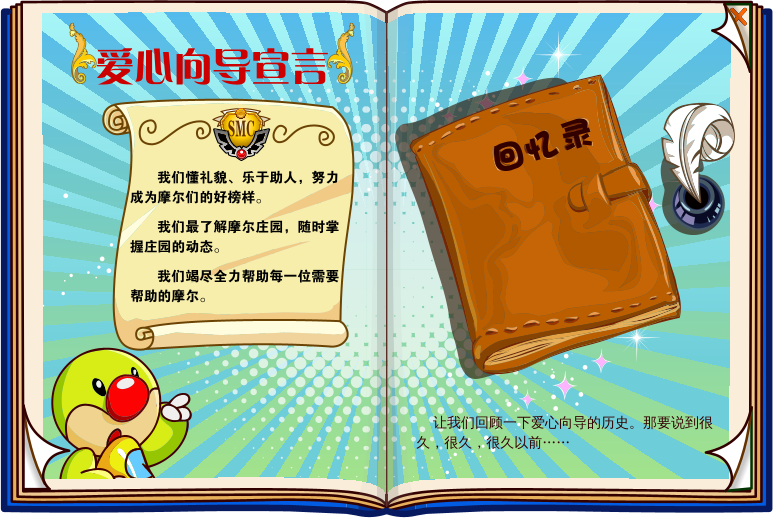 爱心向导宣言
SMC
我们懂礼貌、乐于助人，努力
成为摩尔们的好榜样。
我们最了解摩尔庄园，随时掌
握庄园的动态。
我们竭尽全力帮助每一位需要
帮助的摩尔。
回忆录
让我们回顾一下爱心向导的历史。那要说到很
久，很久，很久以前……